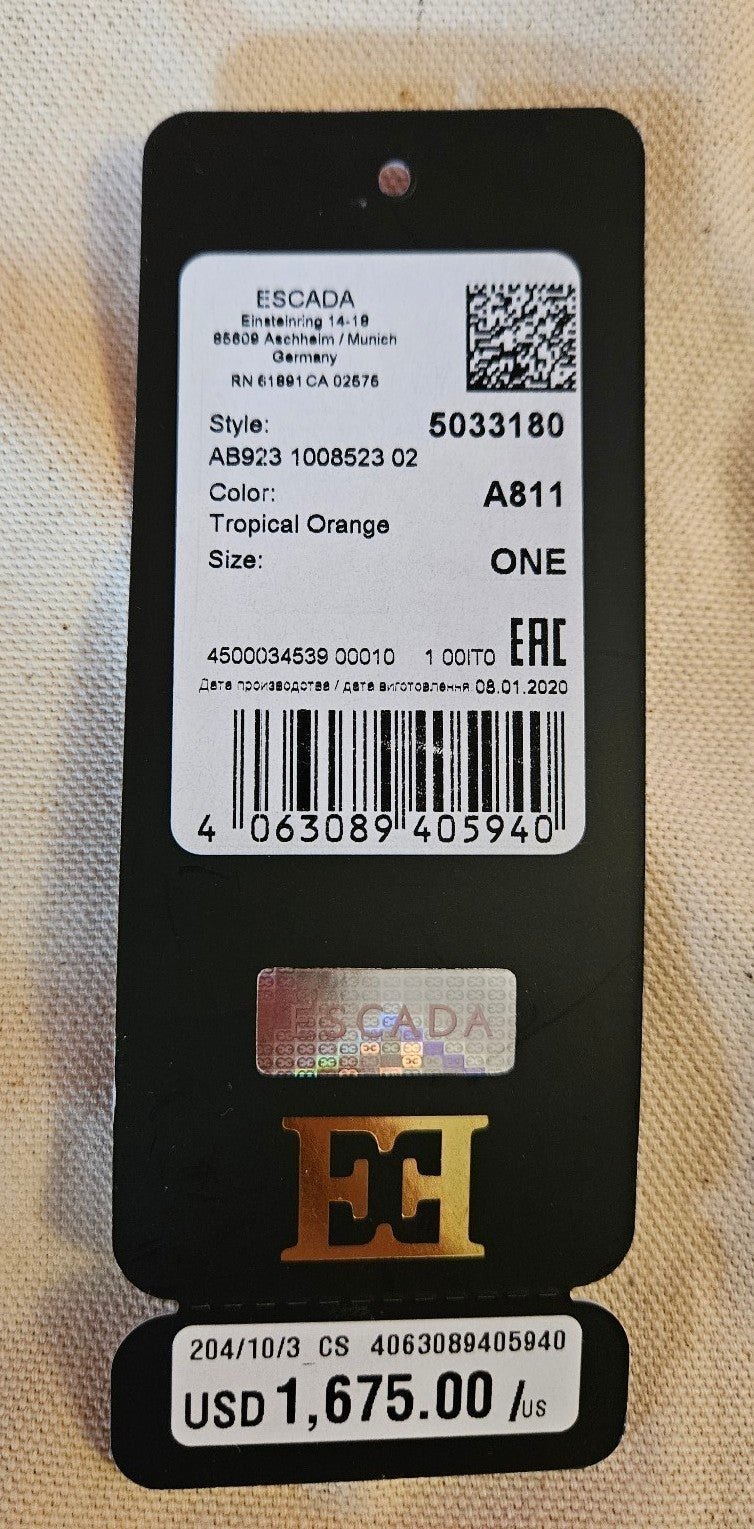 ESCADA
Einsteinring 14-18
85609 Aschheim / Munich
Germany
RN 61891 CA 02575
Style: 5033180
AB923 1008523 02
Color: A811
Tropical Orange
Size: ONE
4500034539 00010 1 00IT0 EAC
Дата производства / дата виготовлення 08.01.2020
4 063089 405940
ESCADA
204/10/3 CS 4063089405940
USD 1,675.00 /US